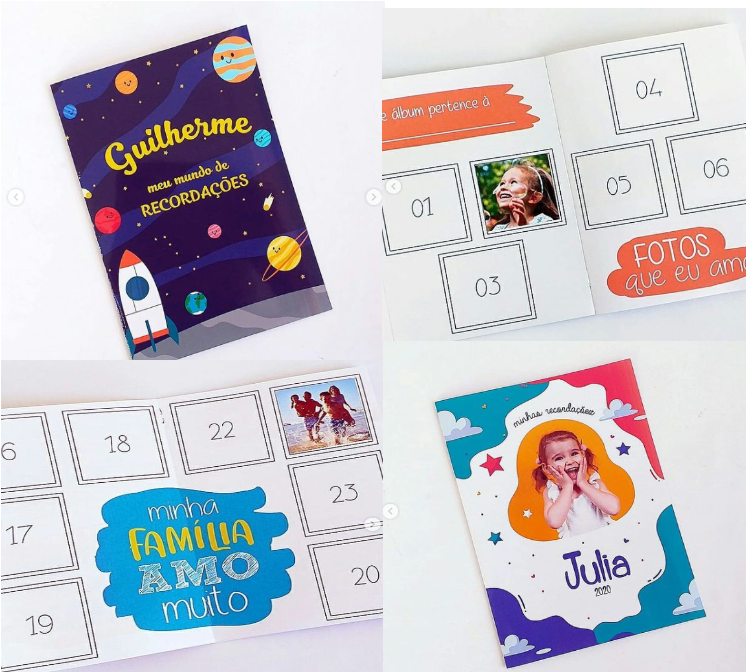 Guilherme
meu mundo de
RECORDAÇÕES
e álbum pertence à
04
01
05
06
03
FOTOS
que eu amo
6
18
22
17
23
19
20
minha
FAMÍLIA
AMO
muito
minhas recordações
Julia
2020